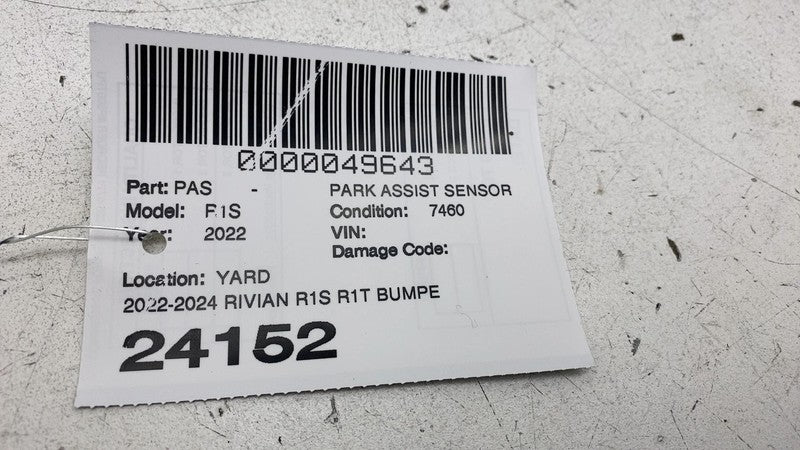 0000049643
Part: PAS - PARK ASSIST SENSOR
Model: R1S Condition: 7460
Year: 2022 VIN:
Damage Code:
Location: YARD
2022-2024 RIVIAN R1S R1T BUMPE
24152